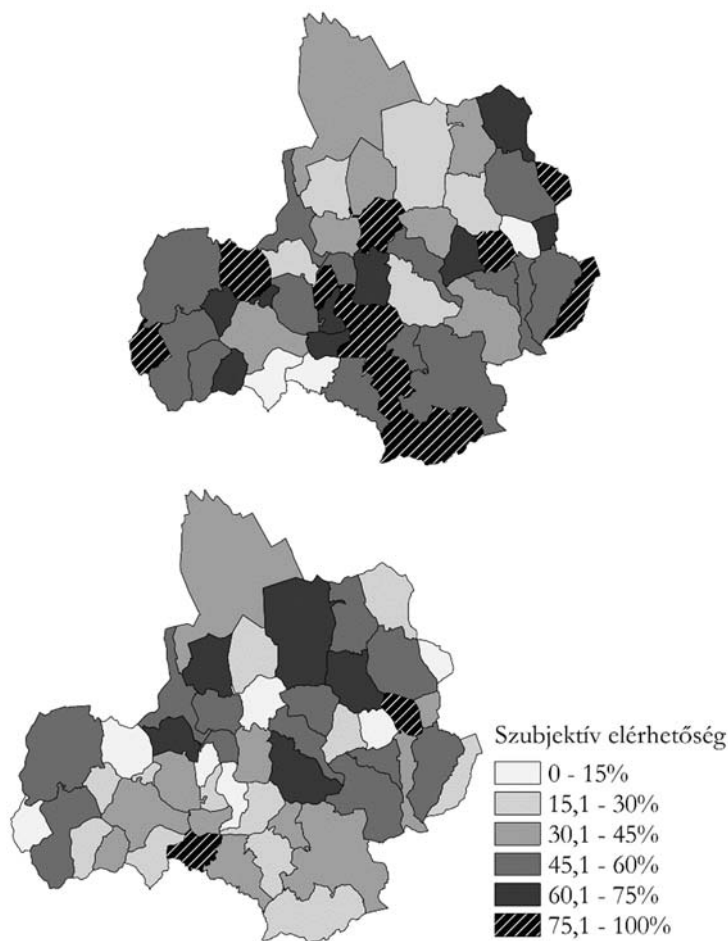 Szubjektív elérhetőség
0 - 15%
15,1 - 30%
30,1 - 45%
45,1 - 60%
60,1 - 75%
75,1 - 100%